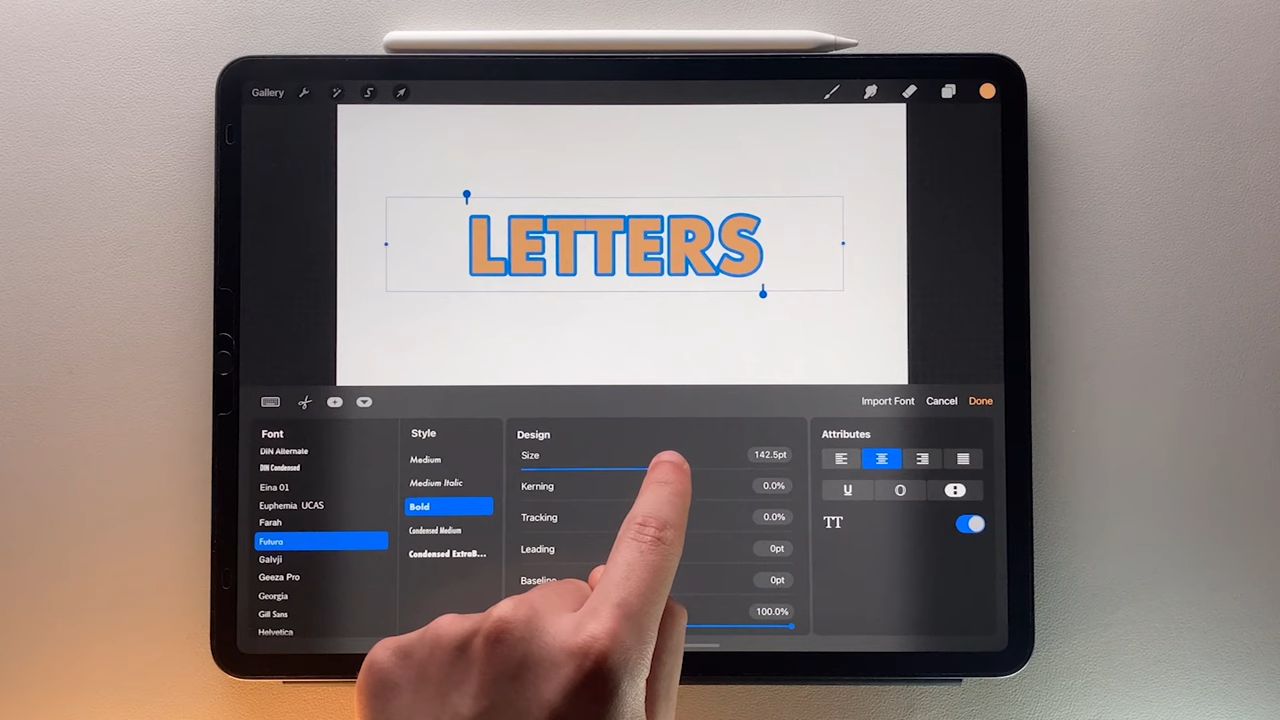 Gallery
LETTERS
Import Font
Cancel
Done
Font
DIN Alternate
DIN Condensed
Eina 01
Euphemia UCAS
Farah
Futura
Galvji
Geeza Pro
Georgia
Gill Sans
Helvetica
Style
Medium
Medium Italic
Bold
Condensed Medium
Condensed ExtraB...
Design
Size 142.5pt
Kerning 0.0%
Tracking 0.0%
Leading 0pt
Baseline 0pt
100.0%
Attributes
U O
TT